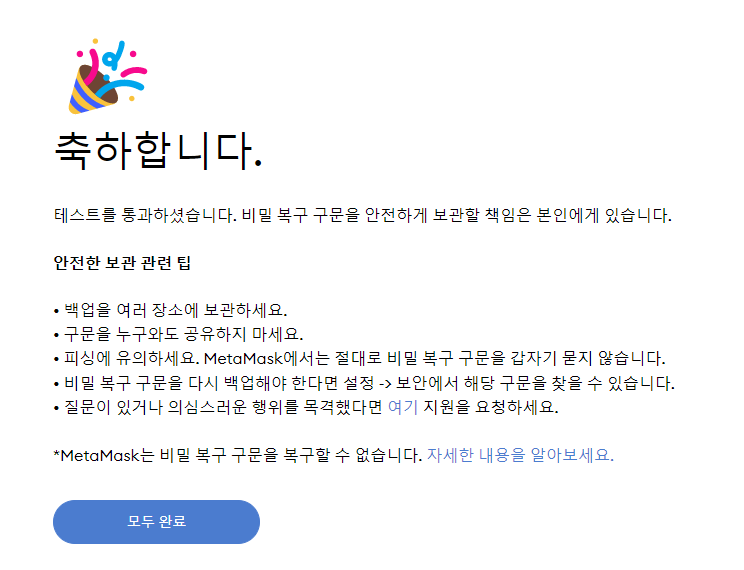 축하합니다.
테스트를 통과하셨습니다. 비밀 복구 구문을 안전하게 보관할 책임은 본인에게 있습니다.
안전한 보관 관련 팁
• 백업을 여러 장소에 보관하세요.
• 구문을 누구와도 공유하지 마세요.
• 피싱에 유의하세요. MetaMask에서는 절대로 비밀 복구 구문을 갑자기 묻지 않습니다.
• 비밀 복구 구문을 다시 백업해야 한다면 설정 -> 보안에서 해당 구문을 찾을 수 있습니다.
• 질문이 있거나 의심스러운 행위를 목격했다면 여기 지원을 요청하세요.
*MetaMask는 비밀 복구 구문을 복구할 수 없습니다. 자세한 내용을 알아보세요.
모두 완료